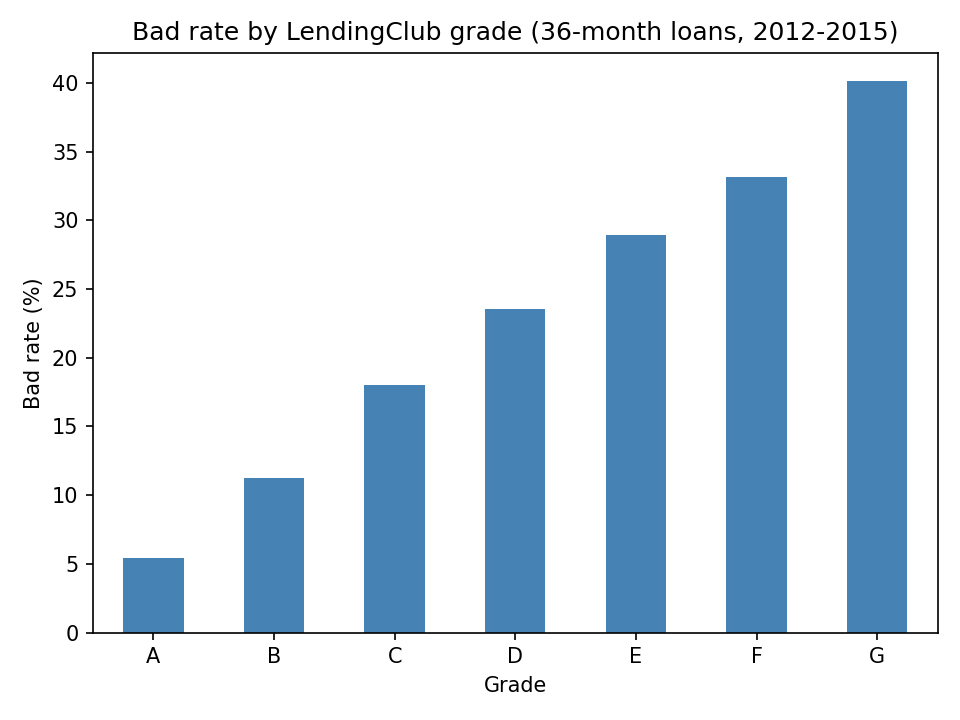 Bad rate by LendingClub grade (36-month loans, 2012-2015)
40
35
30
25
20
15
10
5
0
Bad rate (%)
A B C D E F G
Grade